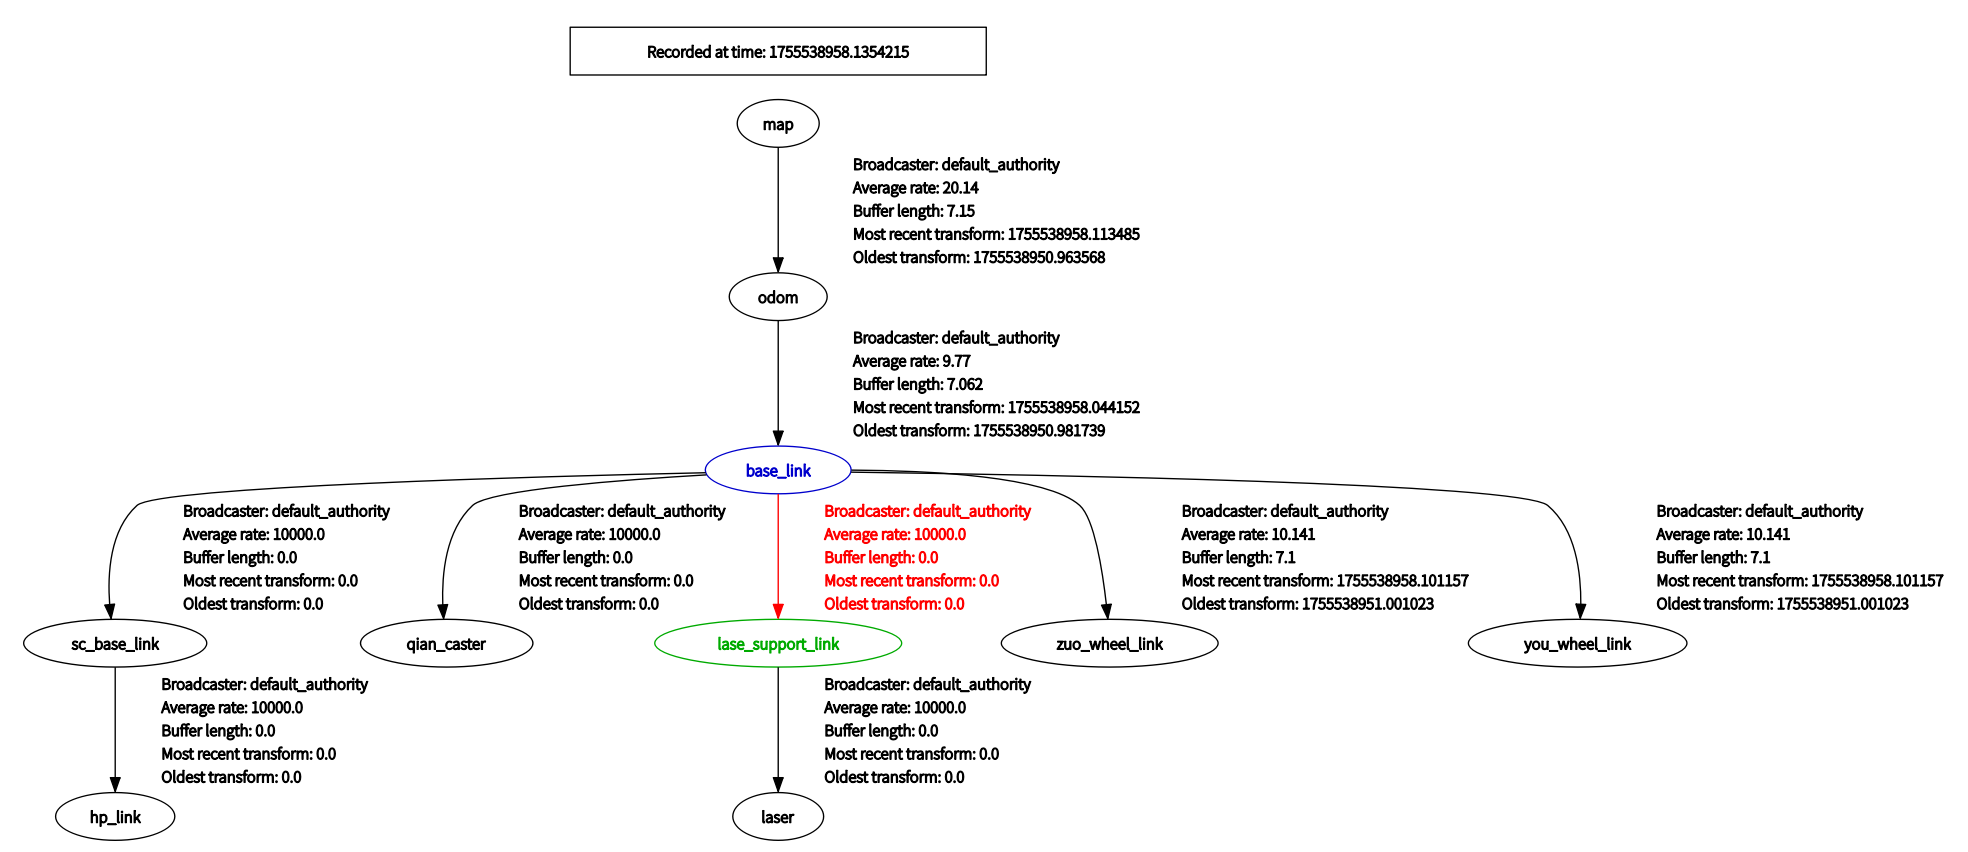 Recorded at time: 1755538958.1354215
map
Broadcaster: default_authority
Average rate: 20.14
Buffer length: 7.15
Most recent transform: 1755538958.113485
Oldest transform: 1755538950.963568
odom
Broadcaster: default_authority
Average rate: 9.77
Buffer length: 7.062
Most recent transform: 1755538958.044152
Oldest transform: 1755538950.981739
base_link
Broadcaster: default_authority
Average rate: 10000.0
Buffer length: 0.0
Most recent transform: 0.0
Oldest transform: 0.0
Broadcaster: default_authority
Average rate: 10000.0
Buffer length: 0.0
Most recent transform: 0.0
Oldest transform: 0.0
Broadcaster: default_authority
Average rate: 10000.0
Buffer length: 0.0
Most recent transform: 0.0
Oldest transform: 0.0
Broadcaster: default_authority
Average rate: 10.141
Buffer length: 7.1
Most recent transform: 1755538958.101157
Oldest transform: 1755538951.001023
Broadcaster: default_authority
Average rate: 10.141
Buffer length: 7.1
Most recent transform: 1755538958.101157
Oldest transform: 1755538951.001023
sc_base_link
qian_caster
lase_support_link
zuo_wheel_link
you_wheel_link
Broadcaster: default_authority
Average rate: 10000.0
Buffer length: 0.0
Most recent transform: 0.0
Oldest transform: 0.0
Broadcaster: default_authority
Average rate: 10000.0
Buffer length: 0.0
Most recent transform: 0.0
Oldest transform: 0.0
hp_link
laser